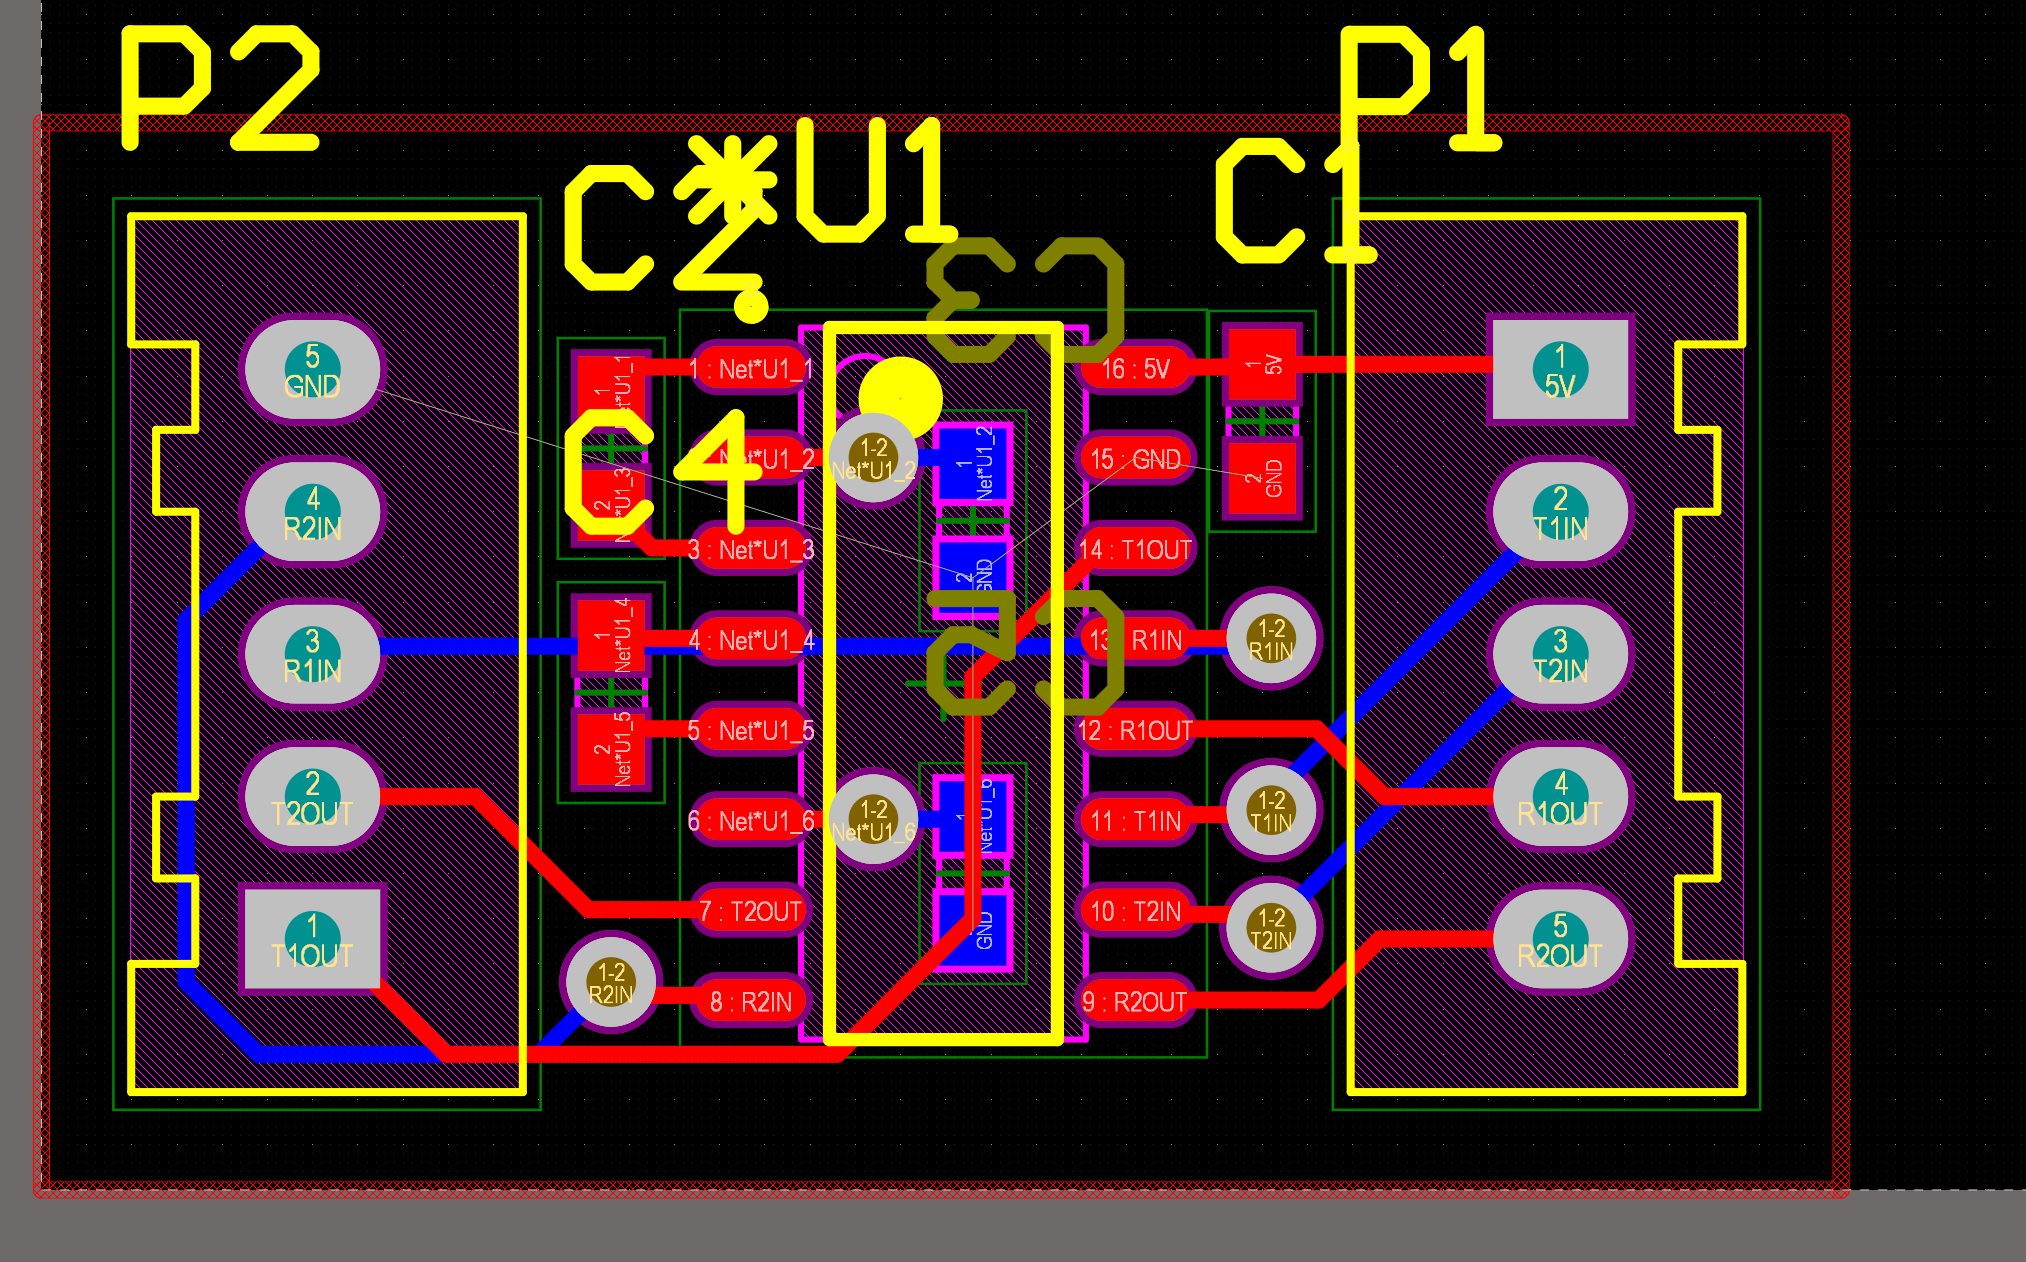 P2
P1
C2
*
U1
C1
C3
C4
C5
5
GND
4
R2IN
3
R1IN
2
T2OUT
1
T1OUT
1
Net*U1_1
2
Net*U1_3
1
Net*U1_4
2
Net*U1_5
1-2
R2IN
1 : Net*U1_1
Net*U1_2
3 : Net*U1_3
4 : Net*U1_4
5 : Net*U1_5
6 : Net*U1_6
7 : T2OUT
8 : R2IN
1-2
Net*U1_2
1-2
Net*U1_6
1
Net*U1_2
2
GND
1
Net*U1_6
GND
16 : 5V
15 : GND
14 : T1OUT
13 R1IN
12 : R1OUT
11 : T1IN
10 : T2IN
9 : R2OUT
1
5V
2
GND
1-2
R1IN
1-2
T1IN
1-2
T2IN
1
5V
2
T1IN
3
T2IN
4
R1OUT
5
R2OUT